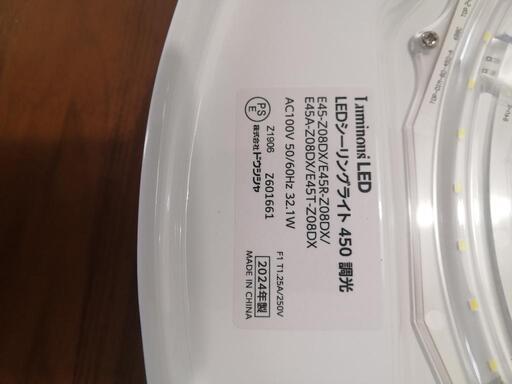 Luminous LED
LEDシーリングライト 450 調光
E45-Z08DX/E45R-Z08DX/
E45A-Z08DX/E45T-Z08DX
AC100V 50/60Hz 32.1W
PS
E
Z1906 Z601661
株式会社ドウシシャ
F1 T1.25A/250V
2024年製
MADE IN CHINA